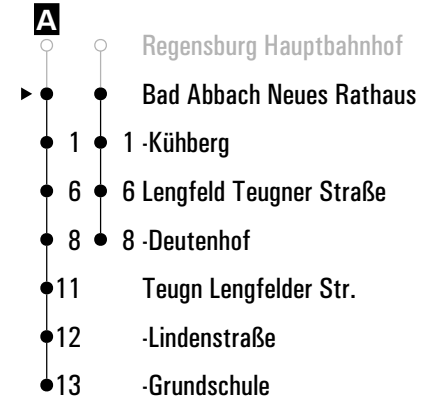 A
Regensburg Hauptbahnhof
Bad Abbach Neues Rathaus
1 1 -Kühberg
6 6 Lengfeld Teugner Straße
8 8 -Deutenhof
11 Teugn Lengfelder Str.
12 -Lindenstraße
13 -Grundschule